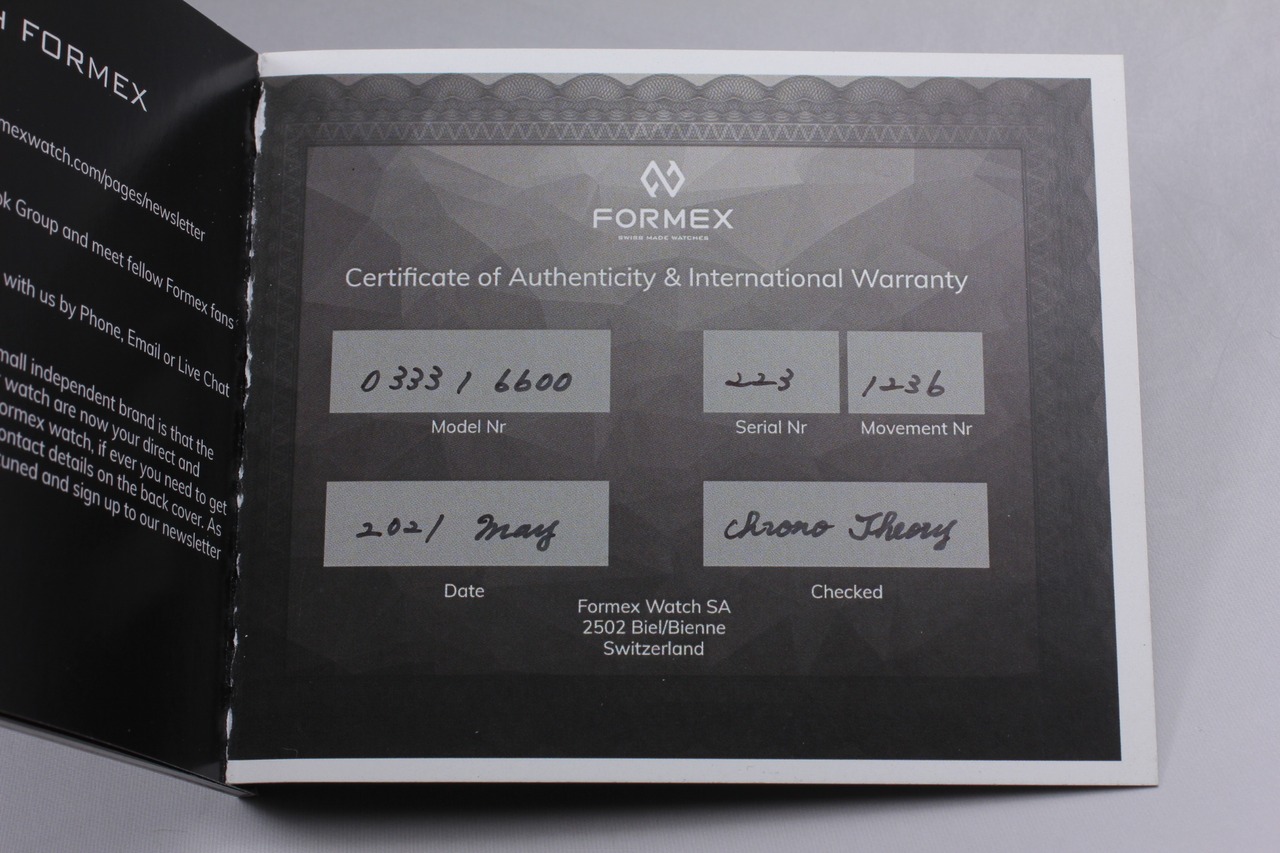 H FORMEX
mexwatch.com/pages/newsletter
ok Group and meet fellow Formex fans
with us by Phone, Email or Live Chat
mall independent brand is that the
watch are now your direct and
ormex watch, if ever you need to get
ontact details on the back cover. As
tuned and sign up to our newsletter
FORMEX
SWISS MADE WATCHES
Certificate of Authenticity & International Warranty
0333 1 6600
Model Nr
223
Serial Nr
1236
Movement Nr
2021 May
Date
Chrono Theory
Checked
Formex Watch SA
2502 Biel/Bienne
Switzerland